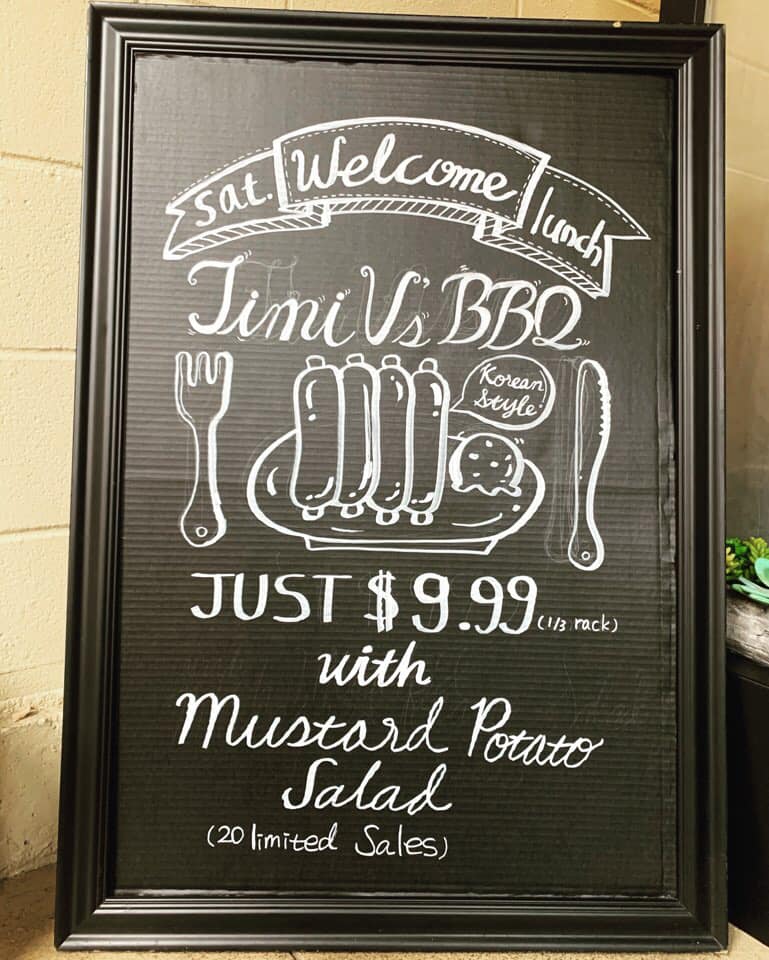 Sat. Welcome lunch
Timi V's BBQ
Korean
Style
JUST $9.99 (1/3 rack)
with
Mustard Potato
Salad
(20 limited Sales)